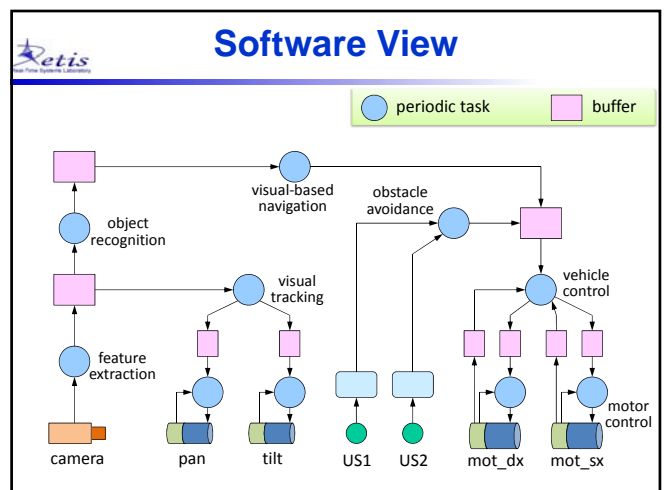 Software View
Retis
Real-Time Systems Laboratory
periodic task
buffer
visual-based
navigation
obstacle
avoidance
object
recognition
visual
tracking
vehicle
control
feature
extraction
motor
control
camera
pan
tilt
US1
US2
mot_dx
mot_sx